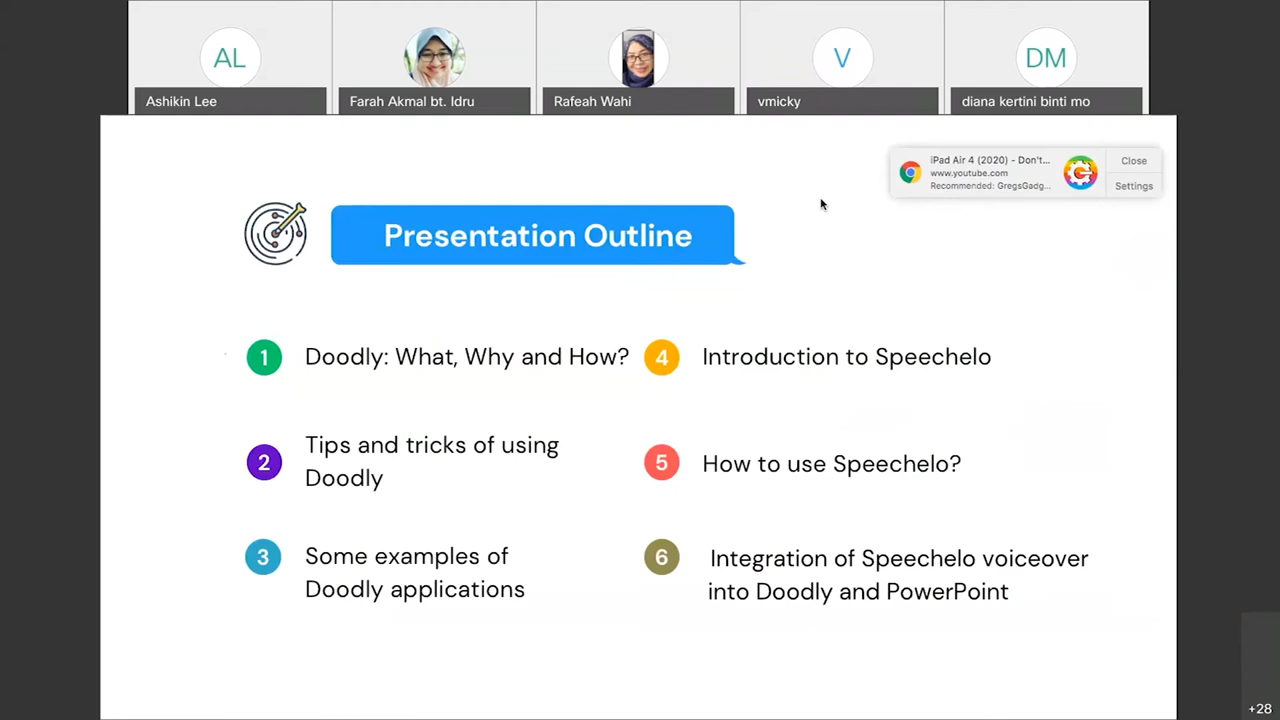 AL
V
DM
Ashikin Lee
Farah Akmal bt. Idru
Rafeah Wahi
vmicky
diana kertini binti mo
iPad Air 4 (2020) - Don't...
www.youtube.com
Recommended: GregsGadg...
Close
Settings
Presentation Outline
1 Doodly: What, Why and How?
2 Tips and tricks of using
Doodly
3 Some examples of
Doodly applications
4 Introduction to Speechelo
5 How to use Speechelo?
6 Integration of Speechelo voiceover
into Doodly and PowerPoint
+28